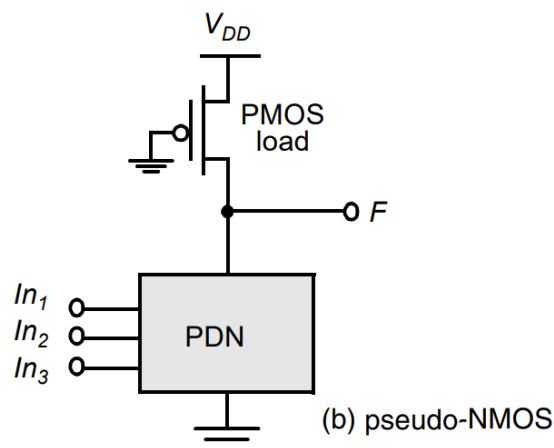 V_DD
PMOS
load
F
In_1
In_2
In_3
PDN
(b) pseudo-NMOS